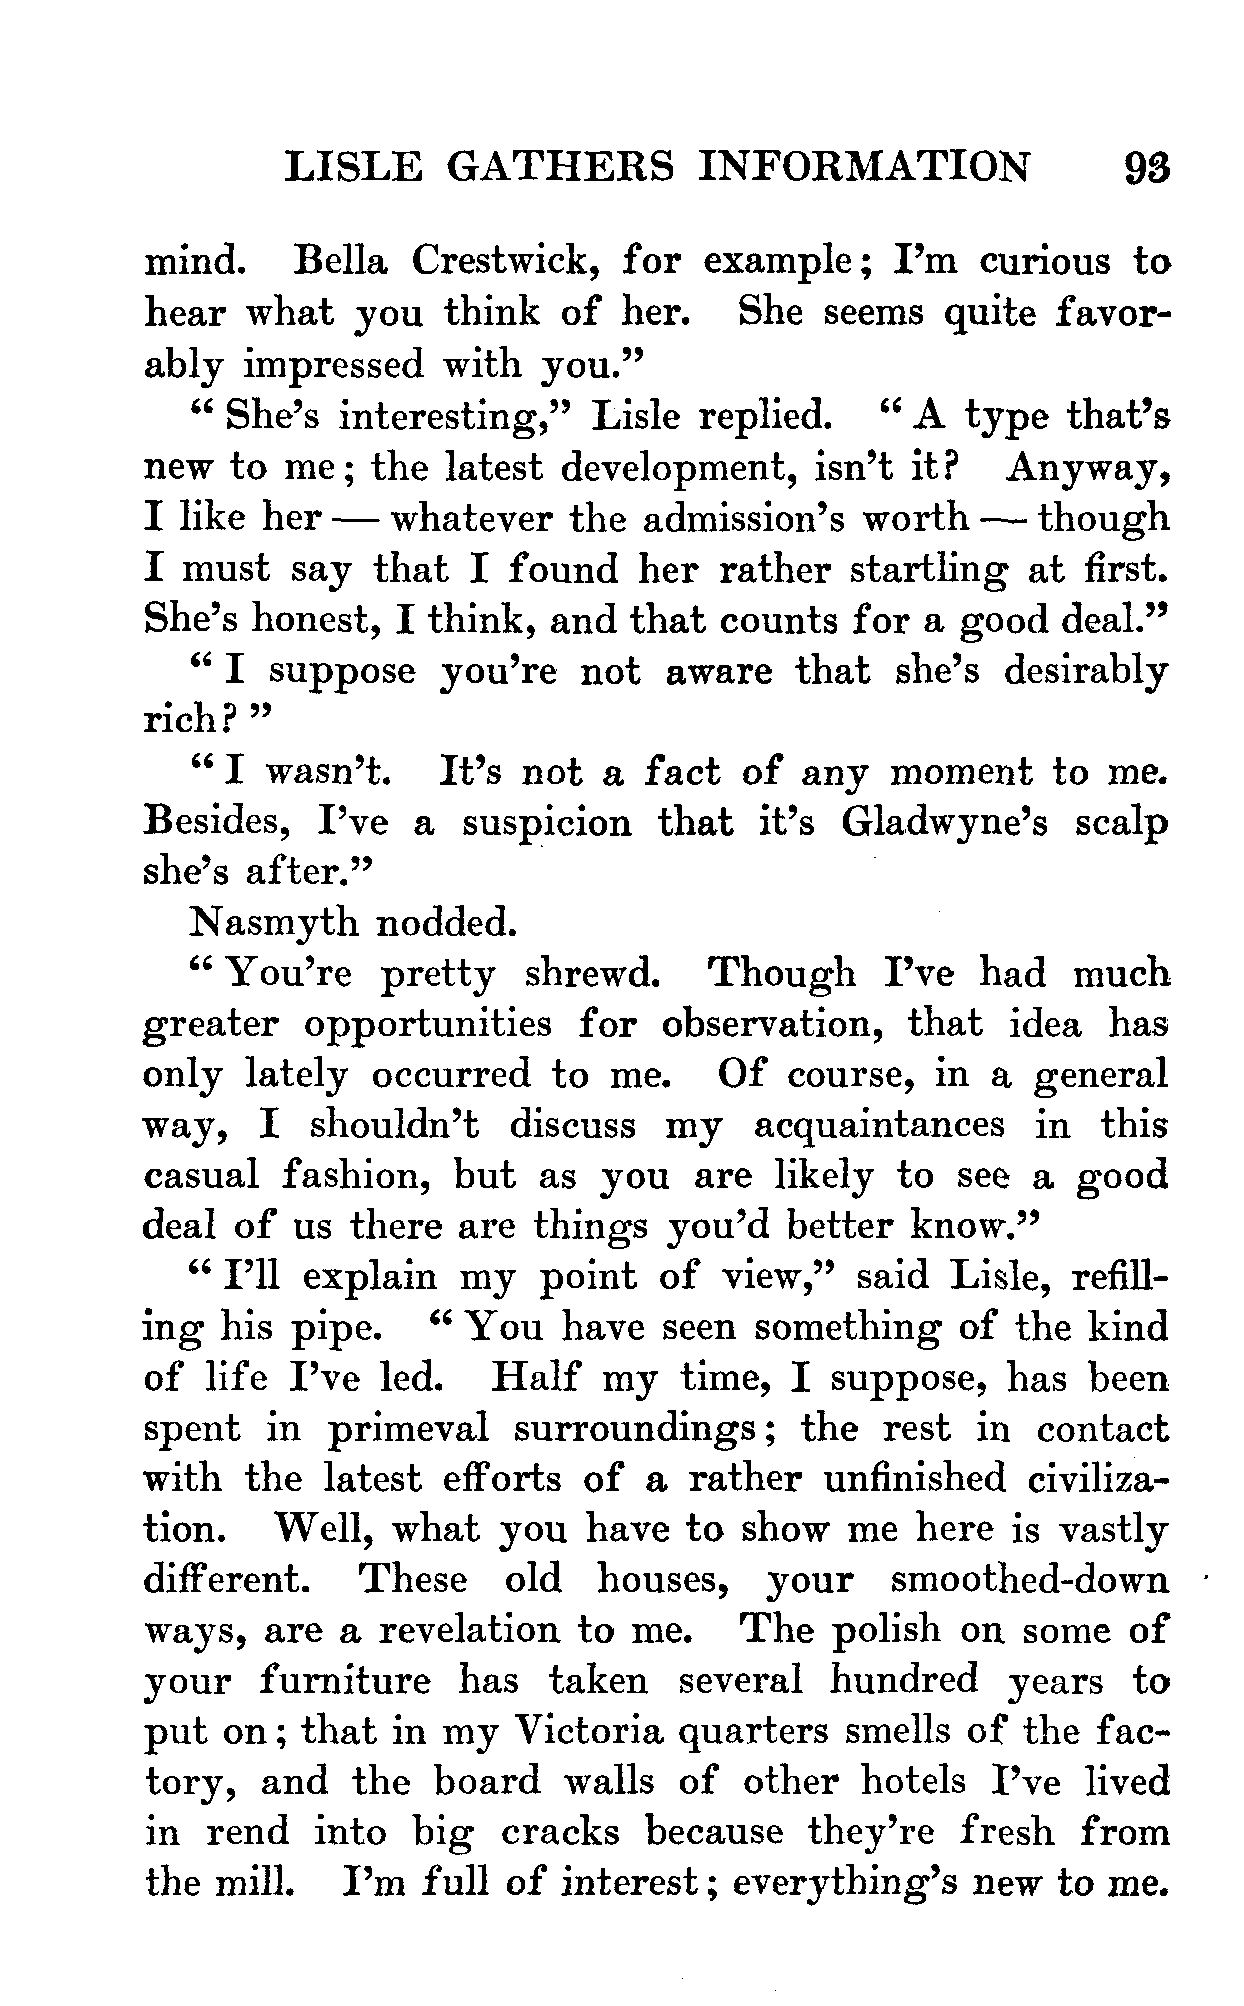 LISLE GATHERS INFORMATION 93
mind. Bella Crestwick, for example; I'm curious to
hear what you think of her. She seems quite favor-
ably impressed with you."
"She's interesting," Lisle replied. "A type that's
new to me; the latest development, isn't it? Anyway,
I like her — whatever the admission's worth — though
I must say that I found her rather startling at first.
She's honest, I think, and that counts for a good deal."
"I suppose you're not aware that she's desirably
rich?"
"I wasn't. It's not a fact of any moment to me.
Besides, I've a suspicion that it's Gladwyne's scalp
she's after."
Nasmyth nodded.
"You're pretty shrewd. Though I've had much
greater opportunities for observation, that idea has
only lately occurred to me. Of course, in a general
way, I shouldn't discuss my acquaintances in this
casual fashion, but as you are likely to see a good
deal of us there are things you'd better know."
"I'll explain my point of view," said Lisle, refill-
ing his pipe. "You have seen something of the kind
of life I've led. Half my time, I suppose, has been
spent in primeval surroundings; the rest in contact
with the latest efforts of a rather unfinished civiliza-
tion. Well, what you have to show me here is vastly
different. These old houses, your smoothed-down
ways, are a revelation to me. The polish on some of
your furniture has taken several hundred years to
put on; that in my Victoria quarters smells of the fac-
tory, and the board walls of other hotels I've lived
in rend into big cracks because they're fresh from
the mill. I'm full of interest; everything's new to me.